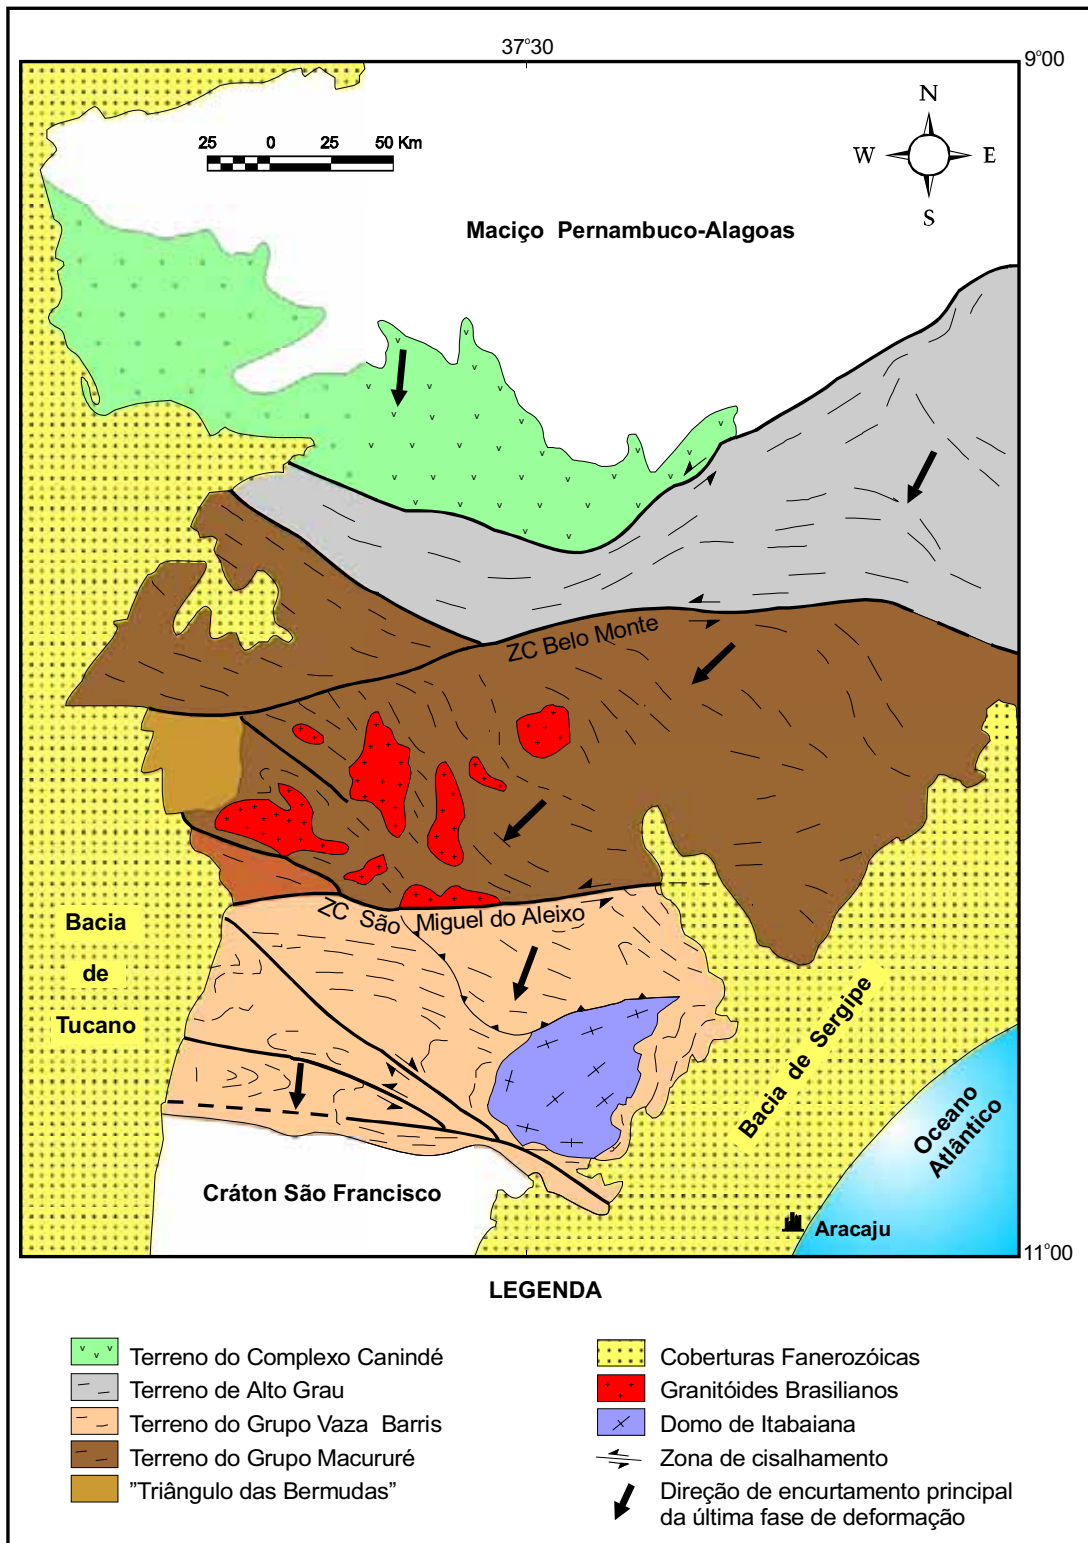 37°30
9°00
25 0 25 50 Km
N
W E
S
Maciço Pernambuco-Alagoas
ZC Belo Monte
ZC São Miguel do Aleixo
Bacia
de
Tucano
Bacia de Sergipe
Oceano
Atlântico
Cráton São Francisco
Aracaju
11°00
LEGENDA
Terreno do Complexo Canindé
Terreno de Alto Grau
Terreno do Grupo Vaza Barris
Terreno do Grupo Macururé
”Triângulo das Bermudas”
Coberturas Fanerozóicas
Granitóides Brasilianos
Domo de Itabaiana
Zona de cisalhamento
Direção de encurtamento principal
da última fase de deformação